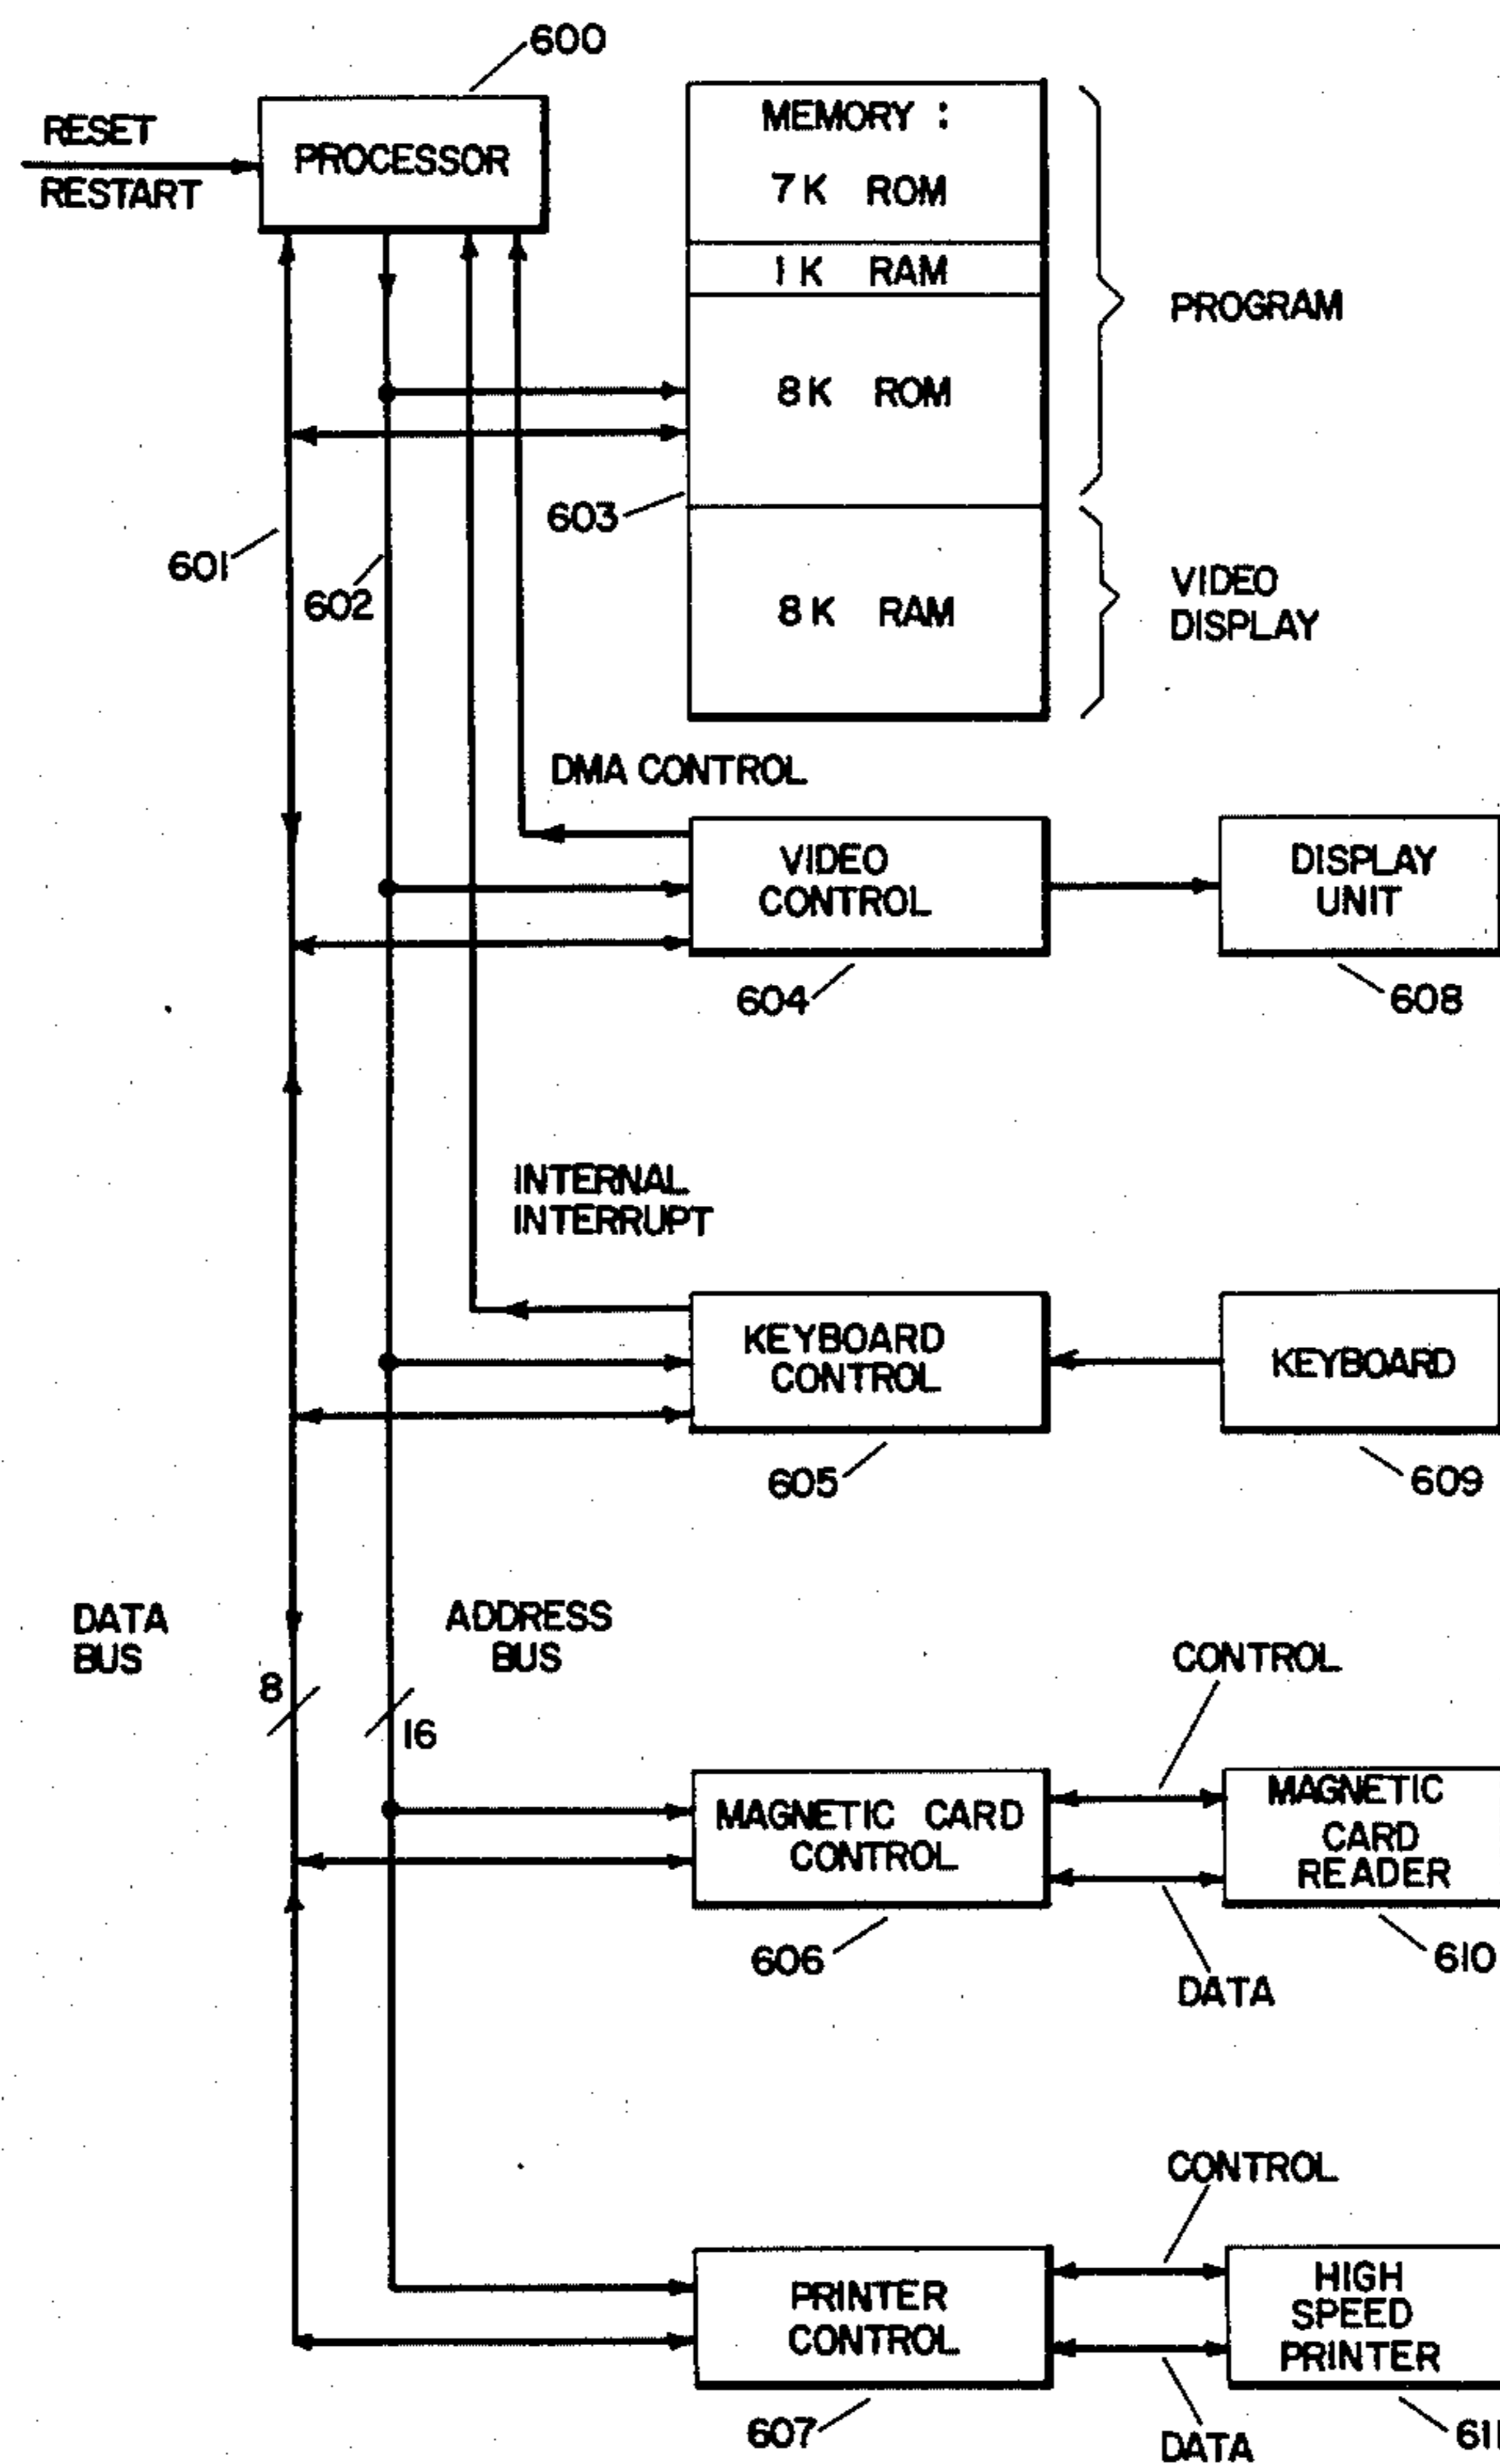 600
RESET
RESTART
PROCESSOR
MEMORY :
7K ROM
1K RAM
8K ROM
PROGRAM
603
601
602
8K RAM
VIDEO
DISPLAY
DMA CONTROL
VIDEO
CONTROL
DISPLAY
UNIT
604
608
INTERNAL
INTERRUPT
KEYBOARD
CONTROL
KEYBOARD
605
609
DATA
BUS
ADDRESS
BUS
8
16
CONTROL
MAGNETIC CARD
CONTROL
MAGNETIC
CARD
READER
606
610
DATA
CONTROL
PRINTER
CONTROL
HIGH
SPEED
PRINTER
607
611
DATA